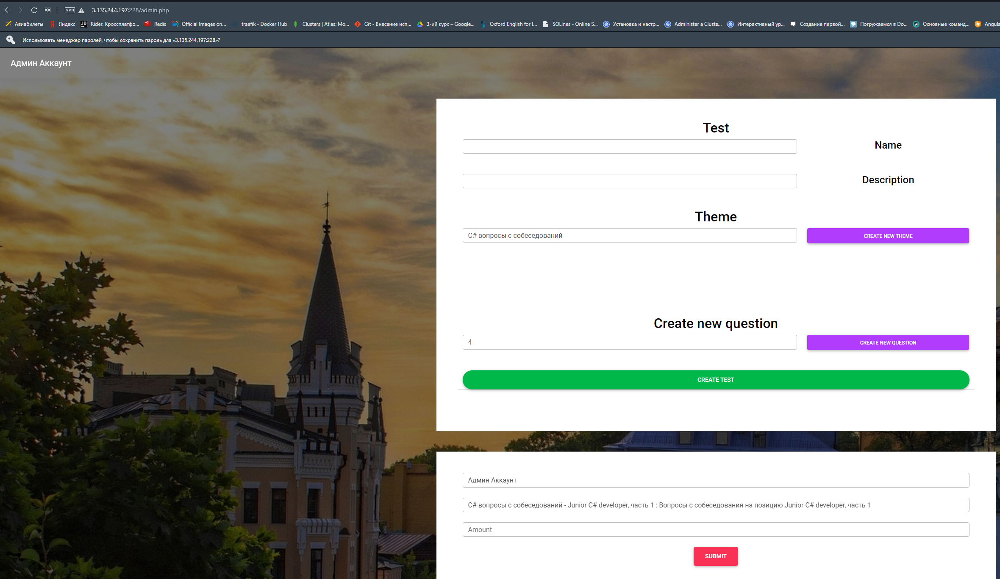 VPN 3.135.244.197:228/admin.php
Авиабилеты Яндекс Rider. Кроссплатфо... Redis Official Images on... traefik - Docker Hub Clusters | Atlas: Mo... Git - Внесение исп... 3-ий курс – Google... Oxford English for I... SQLines - Online S... Установка и настр... Administer a Cluste... Интерактивный ур... Создание первой... Погружаемся в Do... Основные команд... Angula
Использовать менеджер паролей, чтобы сохранить пароль для «3.135.244.197:228»?
Админ Аккаунт
Test
Name
Description
Theme
C# вопросы с собеседований
CREATE NEW THEME
Create new question
4
CREATE NEW QUESTION
CREATE TEST
Админ Аккаунт
C# вопросы с собеседований - Junior C# developer, часть 1 : Вопросы с собеседования на позицию Junior C# developer, часть 1
Amount
SUBMIT